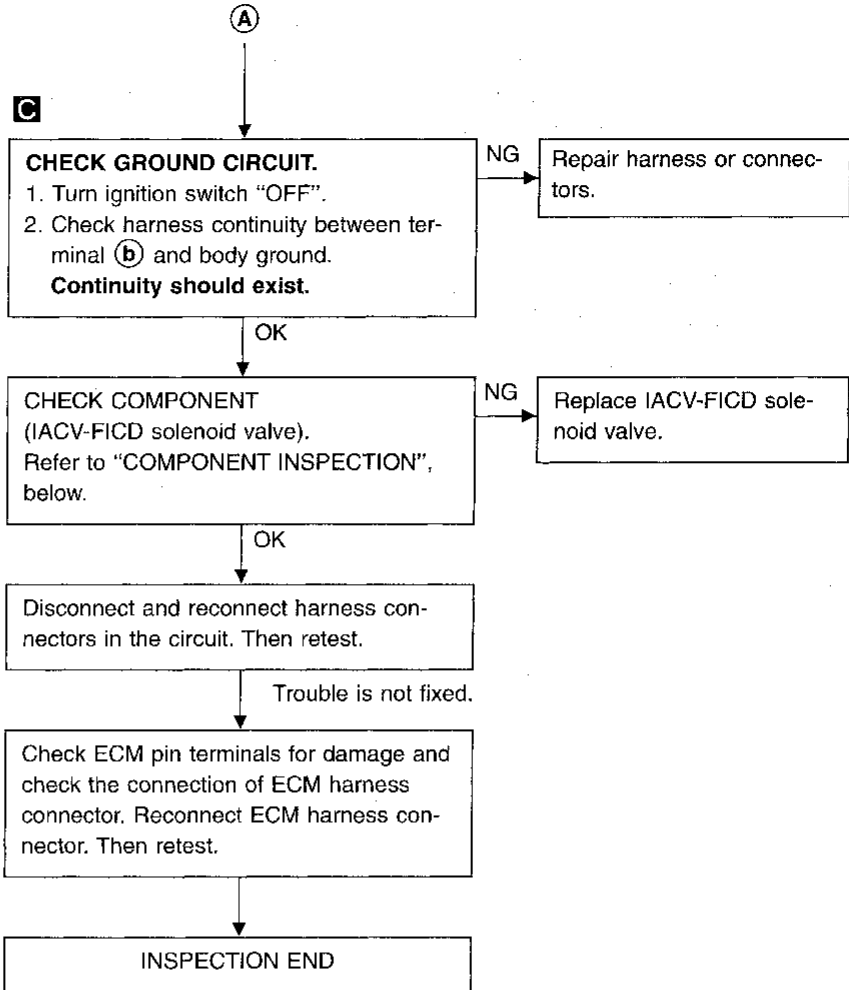 A
C
CHECK GROUND CIRCUIT.
1. Turn ignition switch “OFF”.
2. Check harness continuity between ter-
minal b and body ground.
Continuity should exist.
NG
Repair harness or connec-
tors.
OK
CHECK COMPONENT
(IACV-FICD solenoid valve).
Refer to “COMPONENT INSPECTION”,
below.
NG
Replace IACV-FICD sole-
noid valve.
OK
Disconnect and reconnect harness con-
nectors in the circuit. Then retest.
Trouble is not fixed.
Check ECM pin terminals for damage and
check the connection of ECM harness
connector. Reconnect ECM harness con-
nector. Then retest.
INSPECTION END